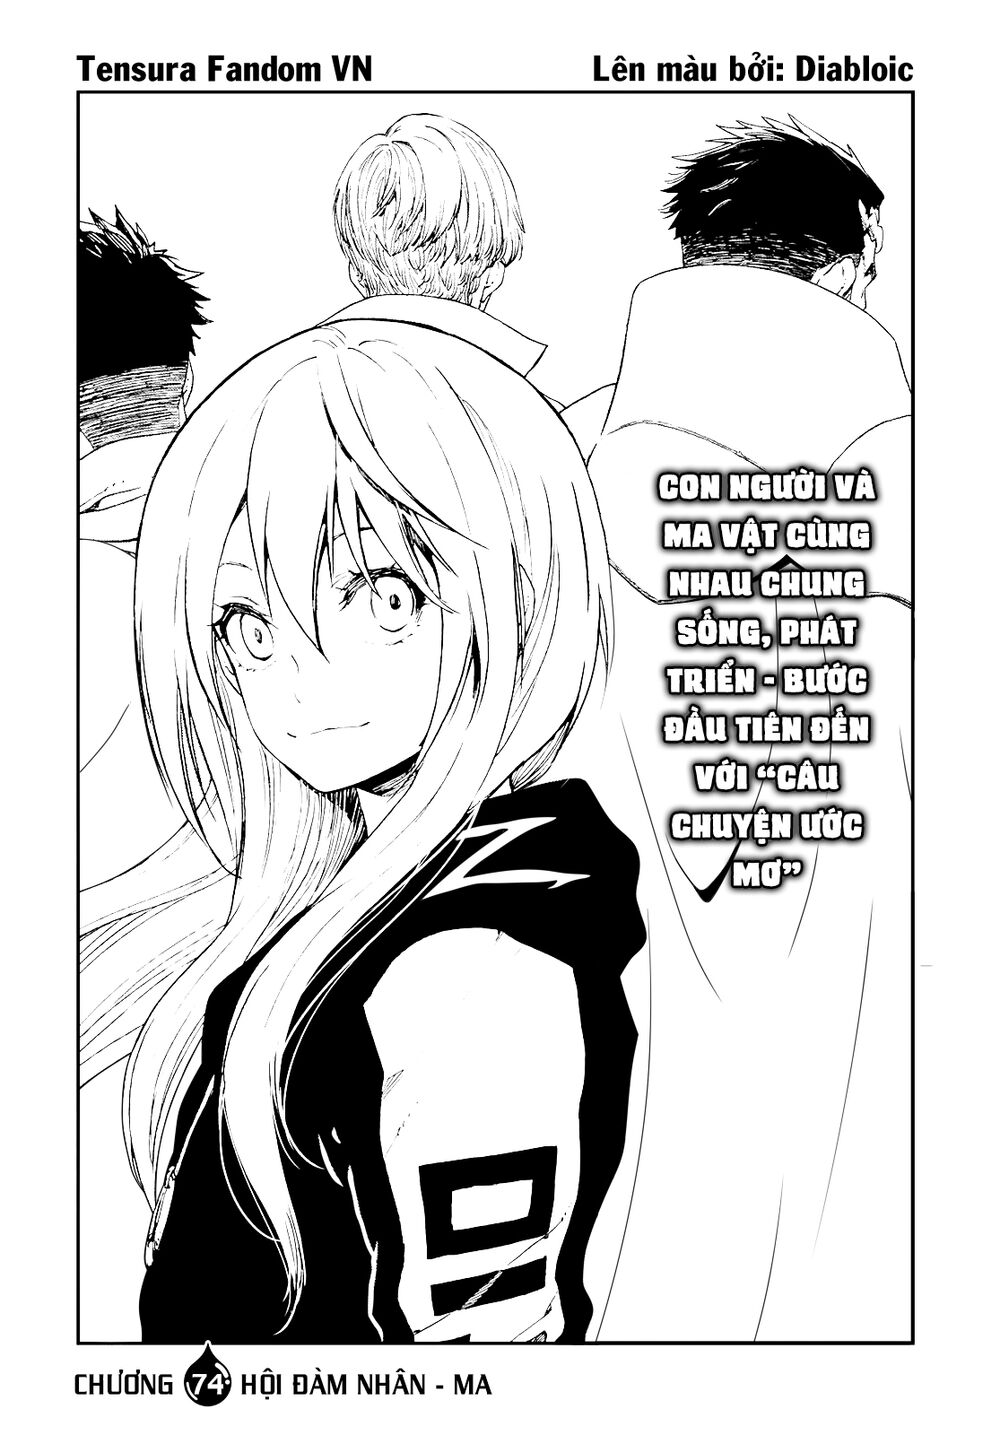 Tensura Fandom VN
Lên màu bởi: Diabloic
CON NGƯỜI VÀ
MA VẬT CÙNG
NHAU CHUNG
SỐNG, PHÁT
TRIỂN - BƯỚC
ĐẦU TIÊN ĐẾN
VỚI “CÂU
CHUYỆN ƯỚC
MƠ”
CHƯƠNG 74 HỘI ĐÀM NHÂN - MA